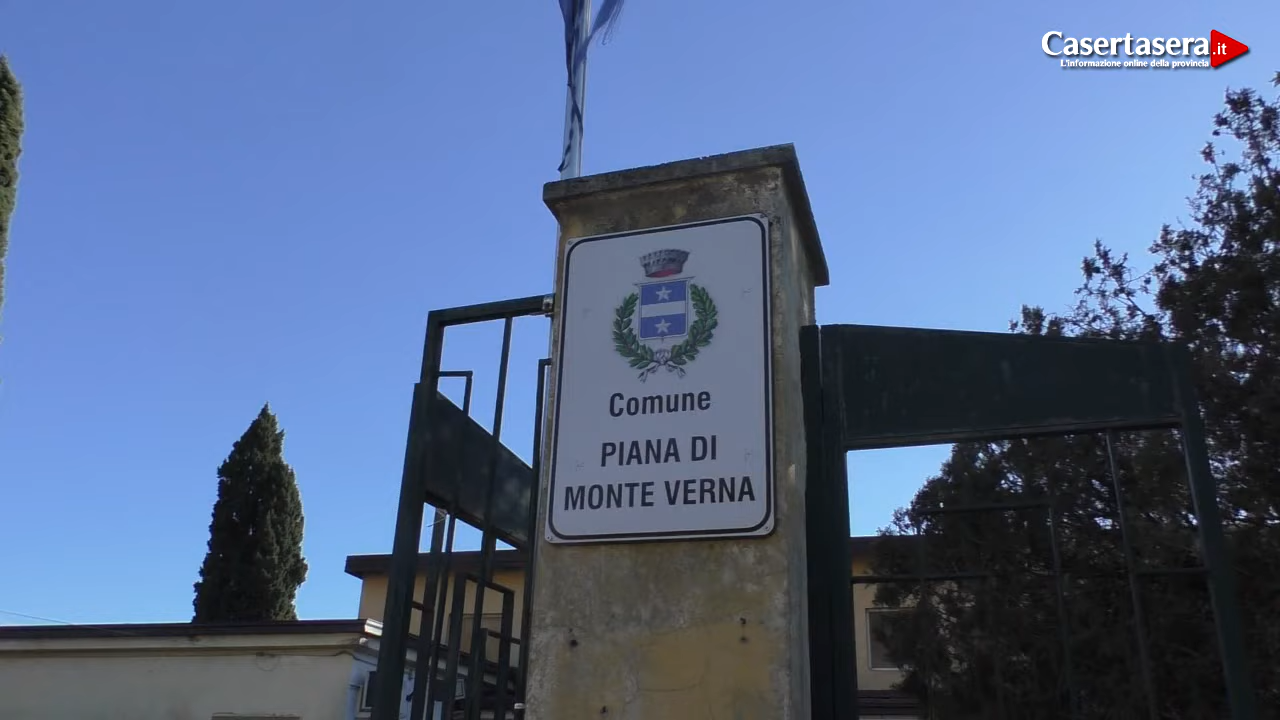 Casertasera.it
L'informazione online della provincia
Comune
PIANA DI
MONTE VERNA